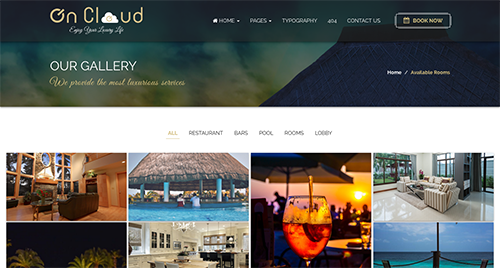 On Cloud
Enjoy Your Luxury Life
HOME PAGES TYPOGRAPHY 404 CONTACT US BOOK NOW
OUR GALLERY
We provide the most luxurious services
Home / Available Rooms
ALL RESTAURANT BARS POOL ROOMS LOBBY